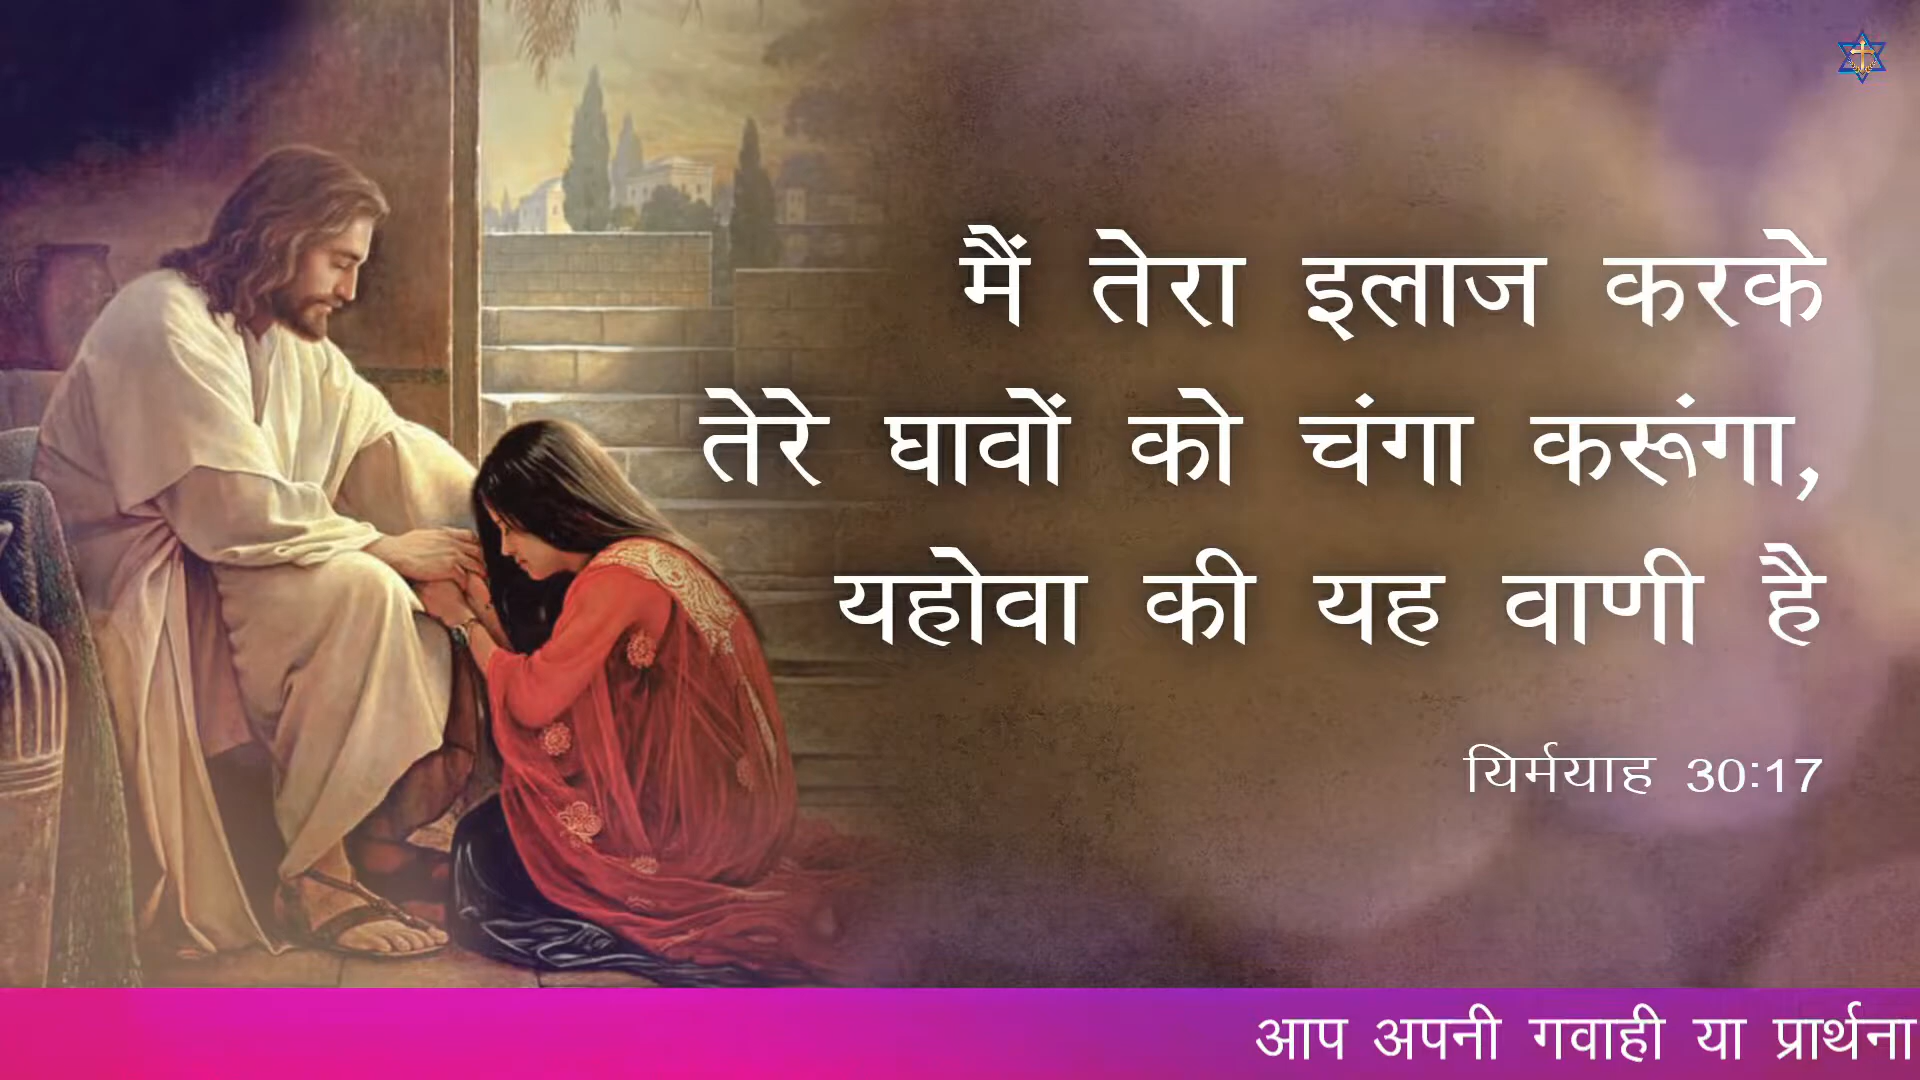 मैं तेरा इलाज करके
तेरे घावों को चंगा करूंगा,
यहोवा की यह वाणी है
यिर्मयाह 30:17
आप अपनी गवाही या प्रार्थना